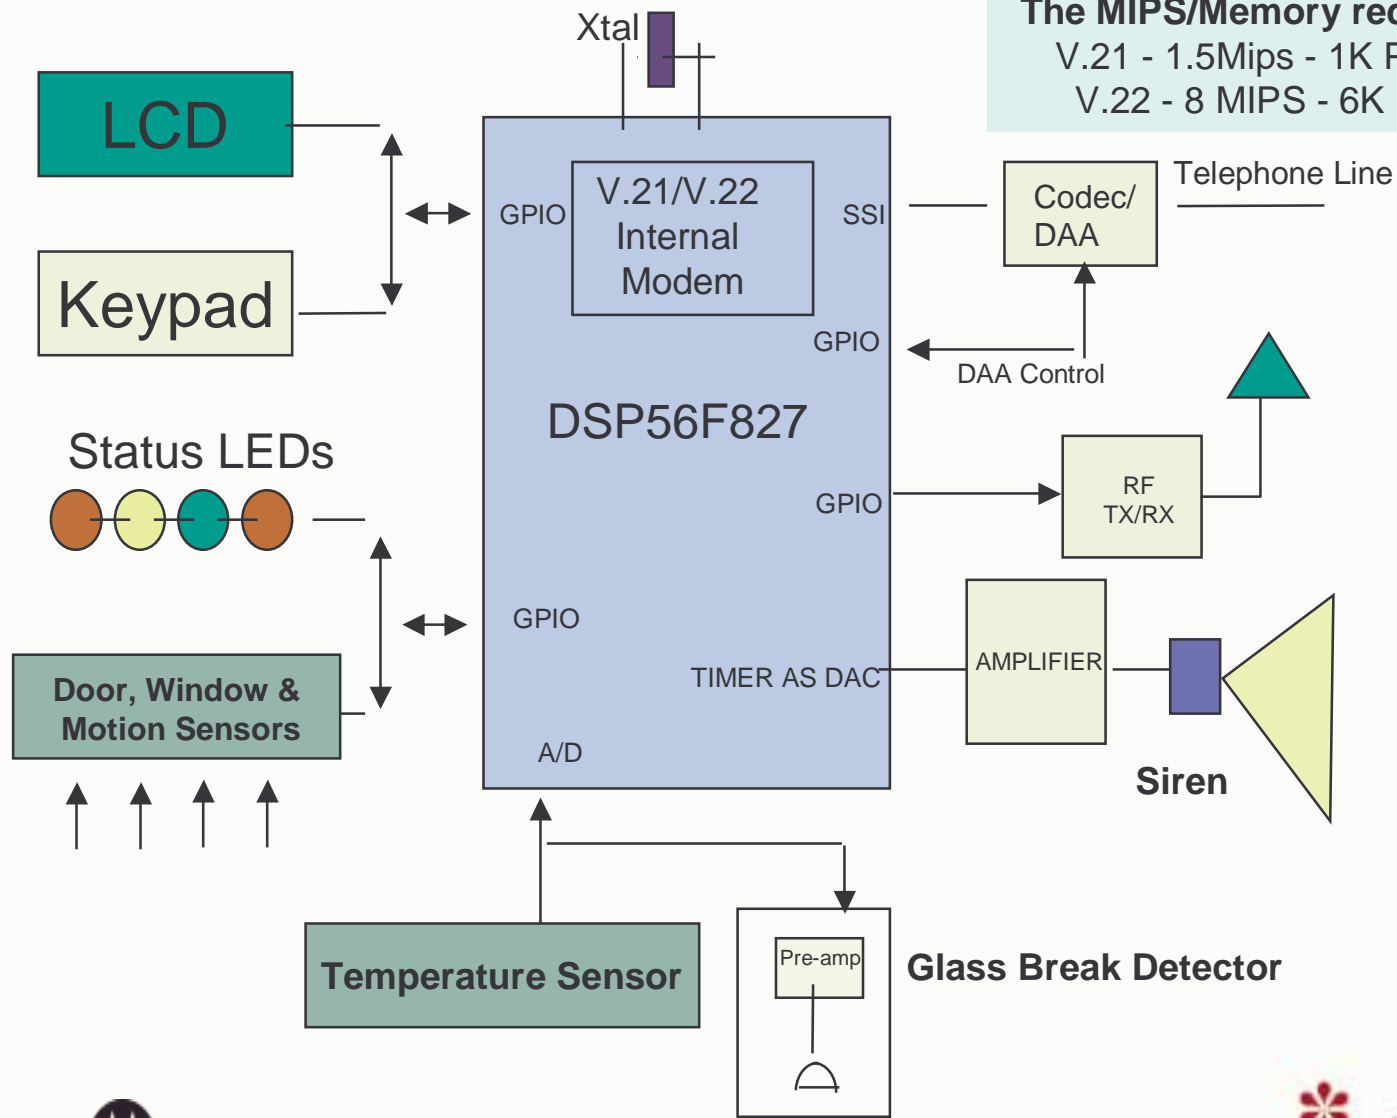 Xtal
The MIPS/Memory
V.21 - 1.5Mips - 1K
V.22 - 8 MIPS - 6K
LCD
Keypad
GPIO
V.21/V.22
Internal
Modem
SSI
Codec/
DAA
Telephone Line
GPIO
DAA Control
DSP56F827
Status LEDs
GPIO
RF
TX/RX
GPIO
Door, Window &
Motion Sensors
TIMER AS DAC
AMPLIFIER
A/D
Siren
Temperature Sensor
Pre-amp
Glass Break Detector